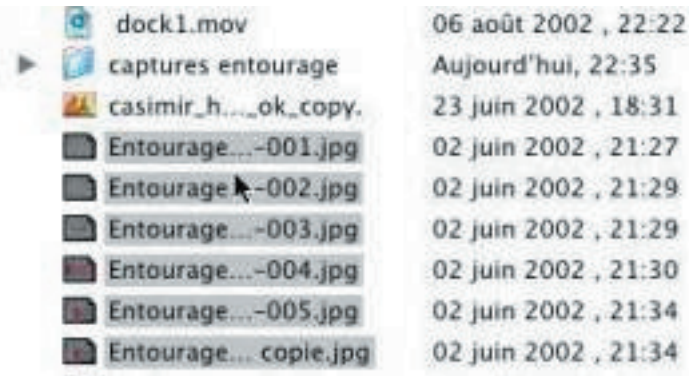 dock1.mov 06 août 2002 , 22:22
captures entourage Aujourd'hui, 22:35
casimir_h..._ok_copy. 23 juin 2002 , 18:31
Entourage...-001.jpg 02 juin 2002 , 21:27
Entourage...-002.jpg 02 juin 2002 , 21:29
Entourage...-003.jpg 02 juin 2002 , 21:29
Entourage...-004.jpg 02 juin 2002 , 21:30
Entourage...-005.jpg 02 juin 2002 , 21:34
Entourage... copie.jpg 02 juin 2002 , 21:34